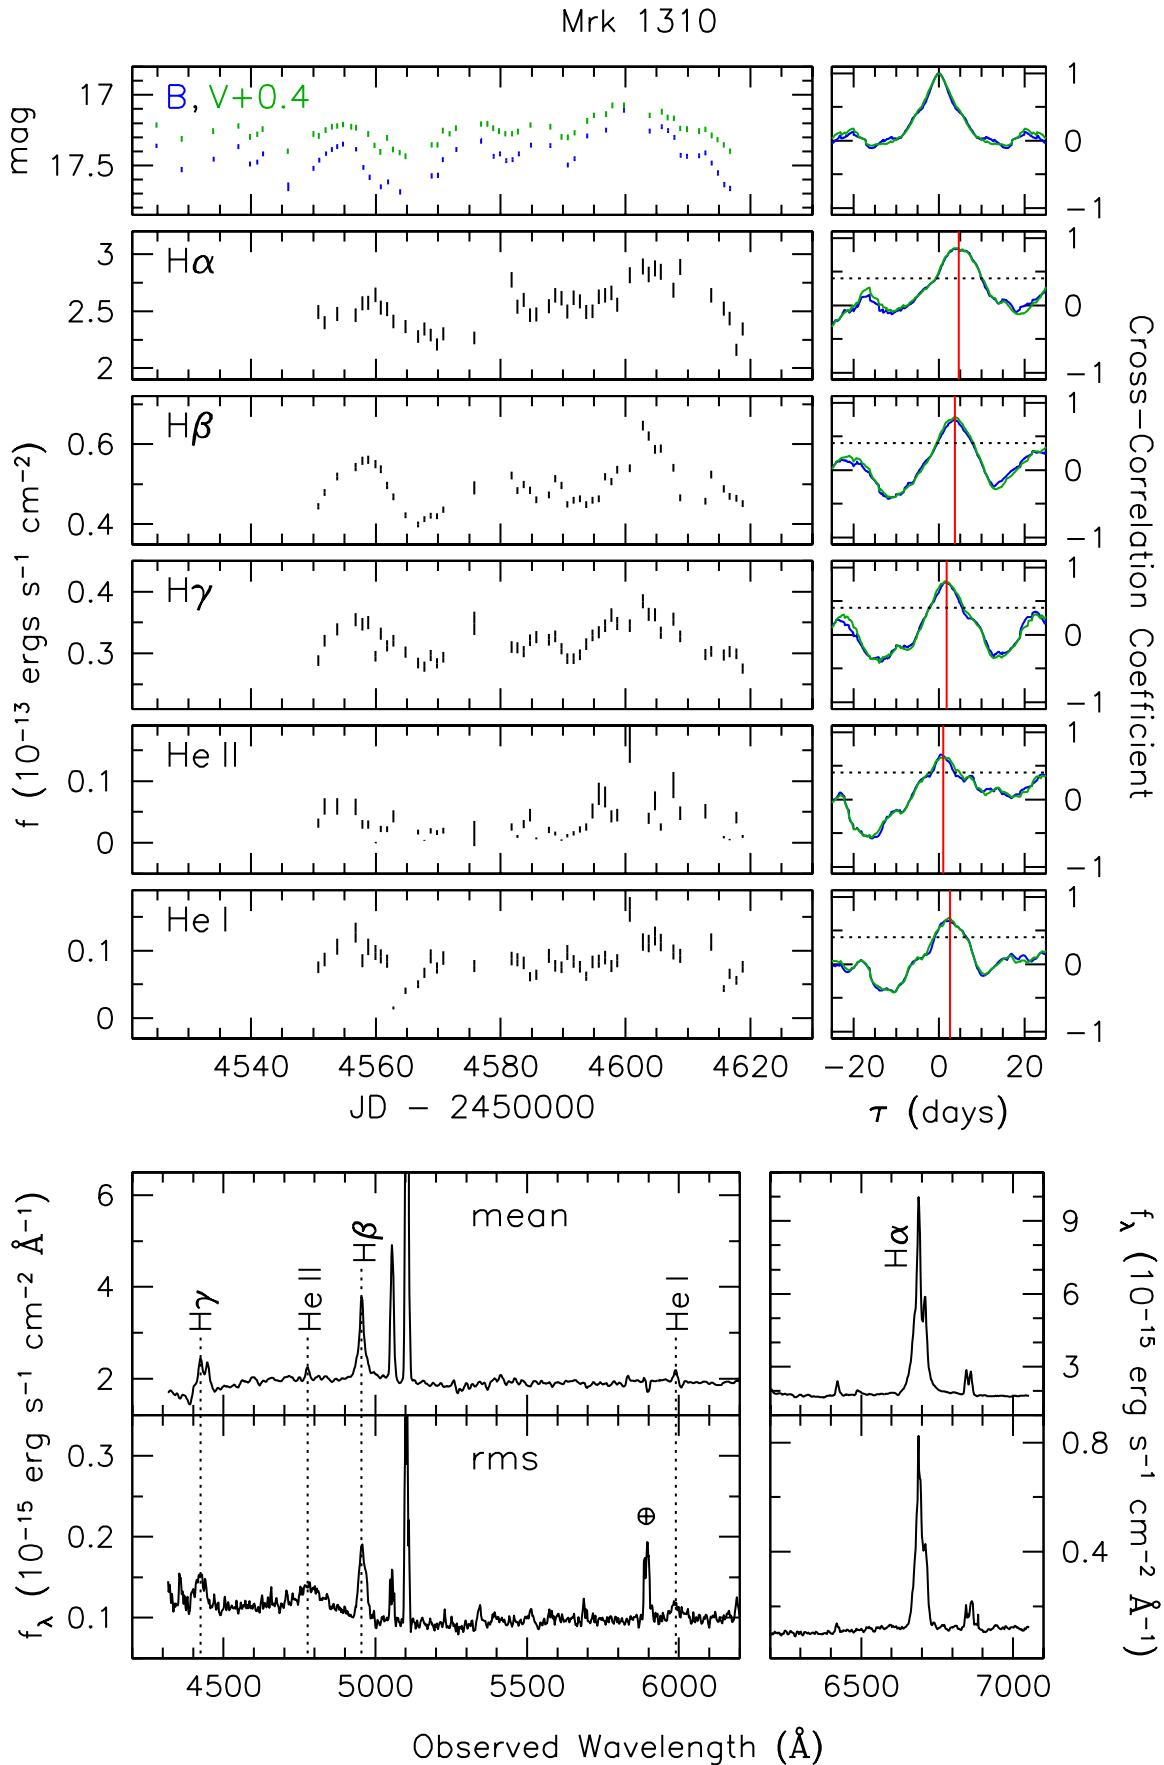 Mrk 1310
B, V+0.4
mag
17
17.5
1
0
−1
Hα
3
2.5
2
1
0
−1
Hβ
0.6
0.4
1
0
−1
Hγ
0.4
0.3
1
0
−1
He II
0.1
0
1
0
−1
He I
0.1
0
1
0
−1
f (10−13 ergs s−1 cm−2)
Cross−Correlation Coefficient
4540 4560 4580 4600 4620
JD − 2450000
−20 0 20
τ (days)
mean
6
4
2
Hγ
He II
Hβ
He I
Hα
9
6
3
rms
0.3
0.2
0.1
⊕
0.8
0.4
fλ (10−15 erg s−1 cm−2 Å−1)
fλ (10−15 erg s−1 cm−2 Å−1)
4500 5000 5500 6000
6500 7000
Observed Wavelength (Å)